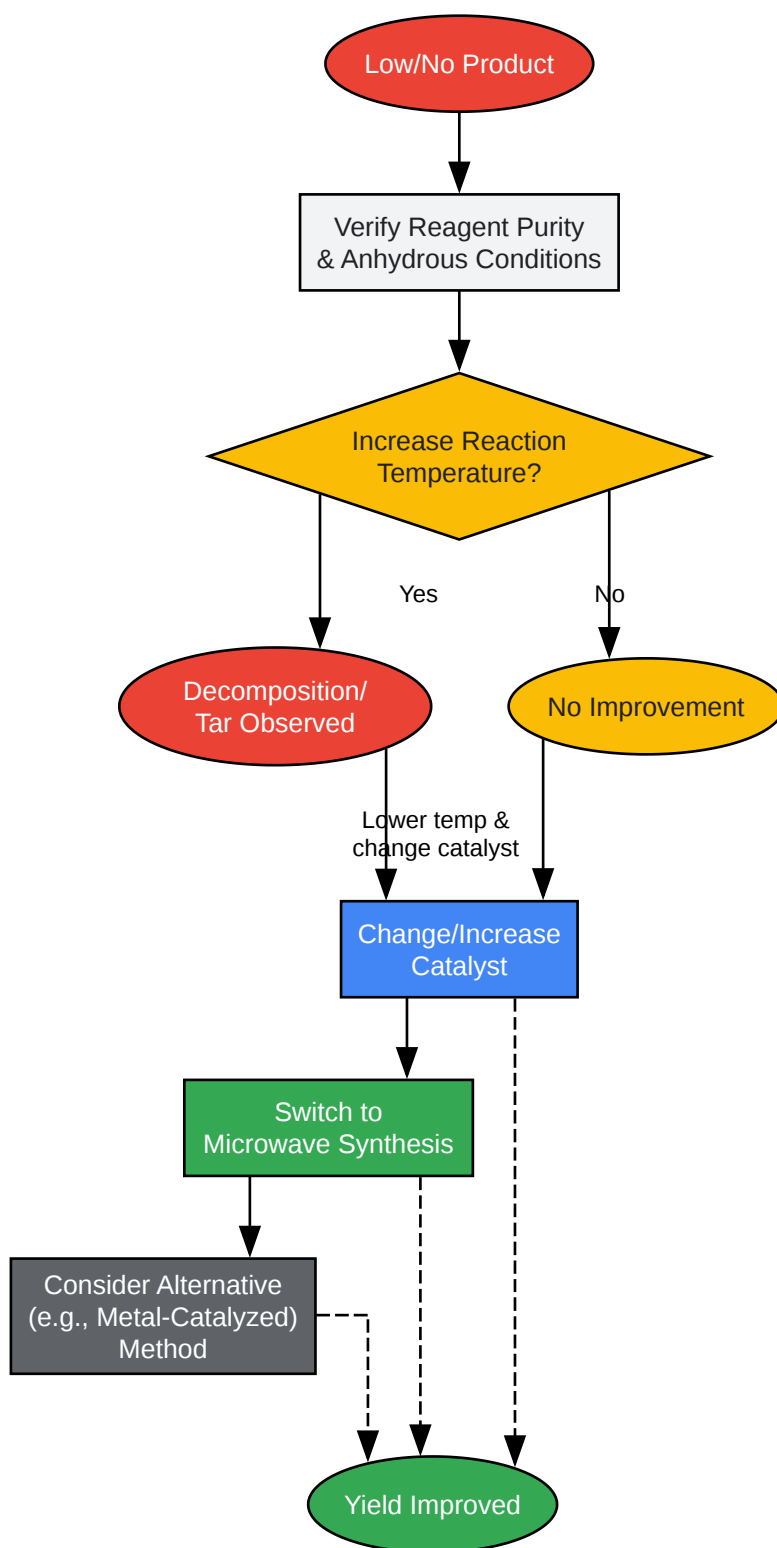 Low/No Product
Verify Reagent Purity
& Anhydrous Conditions
Increase Reaction
Temperature?
Yes
No
Decomposition/
Tar Observed
No Improvement
Lower temp &
change catalyst
Change/Increase
Catalyst
Switch to
Microwave Synthesis
Consider Alternative
(e.g., Metal-Catalyzed)
Method
Yield Improved